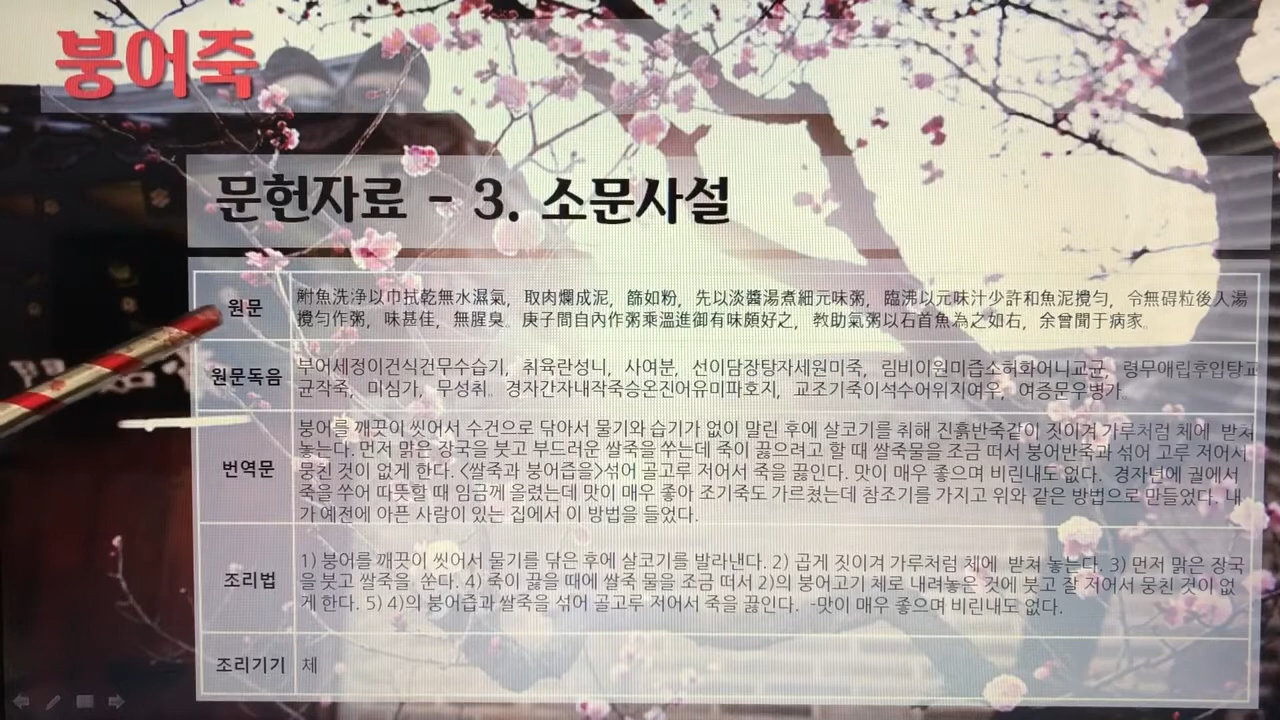 붕어죽
문헌자료 - 3. 소문사설
원문
鮒魚洗浄以巾拭乾無水濕氣, 取肉爛成泥, 篩如粉, 先以淡醬湯煮細元味粥, 臨沸以元味汁少許和魚泥攪勻, 令無碍粒後入湯
攪勻作粥, 味甚佳, 無腥臭. 庚子間自內作粥乘溫進御有味頗好之, 教助氣粥以石首魚為之如右, 余曾聞于病家.
원문독음
부어세정이건식건무수습기, 취육란성니, 사여분, 선이담장탕자세원미죽, 림비이원미즙소허화어니교균, 령무애립후입탕교
균작죽, 미심가, 무성취. 경자간자내작죽승온진어유미파호지, 교조기죽이석수어위지여우, 여증문우병가.
번역문
붕어를 깨끗이 씻어서 수건으로 닦아서 물기와 습기가 없이 말린 후에 살코기를 취해 진흙반죽같이 짓이겨 가루처럼 체에 받쳐
놓는다. 먼저 맑은 장국을 붓고 부드러운 쌀죽을 쑤는데 죽이 끓으려고 할 때 쌀죽물을 조금 떠서 붕어반죽과 섞어 고루 저어서
뭉친 것이 없게 한다. <쌀죽과 붕어즙을>섞어 골고루 저어서 죽을 끓인다. 맛이 매우 좋으며 비린내도 없다. 경자년에 궐에서
죽을 쑤어 따뜻할 때 임금께 올렸는데 맛이 매우 좋아 조기죽도 가르쳤는데 참조기를 가지고 위와 같은 방법으로 만들었다. 내
가 예전에 아픈 사람이 있는 집에서 이 방법을 들었다.
조리법
1) 붕어를 깨끗이 씻어서 물기를 닦은 후에 살코기를 발라낸다. 2) 곱게 짓이겨 가루처럼 체에 받쳐 놓는다. 3) 먼저 맑은 장국
을 붓고 쌀죽을 쑨다. 4) 죽이 끓을 때에 쌀죽 물을 조금 떠서 2)의 붕어고기 체로 내려놓은 것에 붓고 잘 저어서 뭉친 것이 없
게 한다. 5) 4)의 붕어즙과 쌀죽을 섞어 골고루 저어서 죽을 끓인다. -맛이 매우 좋으며 비린내도 없다.
조리기기
체